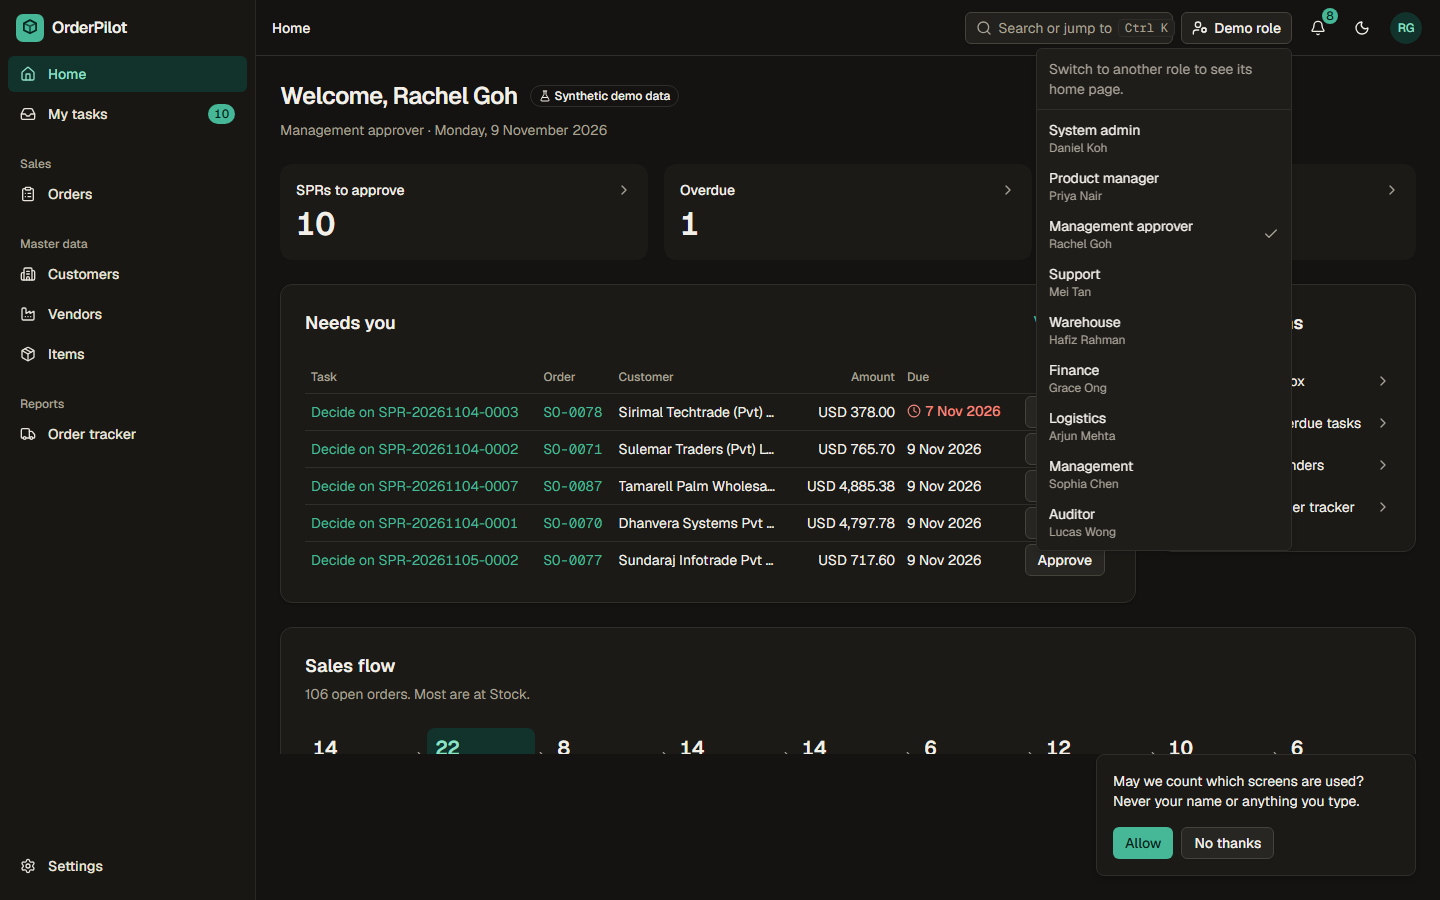 OrderPilot
Home
My tasks 10
Sales
Orders
Master data
Customers
Vendors
Items
Reports
Order tracker
Settings
Home
Search or jump to Ctrl K
Demo role
8
RG
Welcome, Rachel Goh
Synthetic demo data
Management approver · Monday, 9 November 2026
SPRs to approve
10
Overdue
1
Switch to another role to see its
home page.
System admin
Daniel Koh
Product manager
Priya Nair
Management approver
Rachel Goh
Support
Mei Tan
Warehouse
Hafiz Rahman
Finance
Grace Ong
Logistics
Arjun Mehta
Management
Sophia Chen
Auditor
Lucas Wong
Needs you
Task Order Customer Amount Due
Decide on SPR-20261104-0003 SO-0078 Sirimal Techtrade (Pvt) ... USD 378.00 7 Nov 2026
Decide on SPR-20261104-0002 SO-0071 Sulemar Traders (Pvt) L... USD 765.70 9 Nov 2026
Decide on SPR-20261104-0007 SO-0087 Tamarell Palm Wholesa... USD 4,885.38 9 Nov 2026
Decide on SPR-20261104-0001 SO-0070 Dhanvera Systems Pvt ... USD 4,797.78 9 Nov 2026
Decide on SPR-20261105-0002 SO-0077 Sundaraj Infotrade Pvt ... USD 717.60 9 Nov 2026 Approve
tasks
tracker
Sales flow
106 open orders. Most are at Stock.
14 22 8 14 14 6 12 10 6
May we count which screens are used?
Never your name or anything you type.
Allow
No thanks